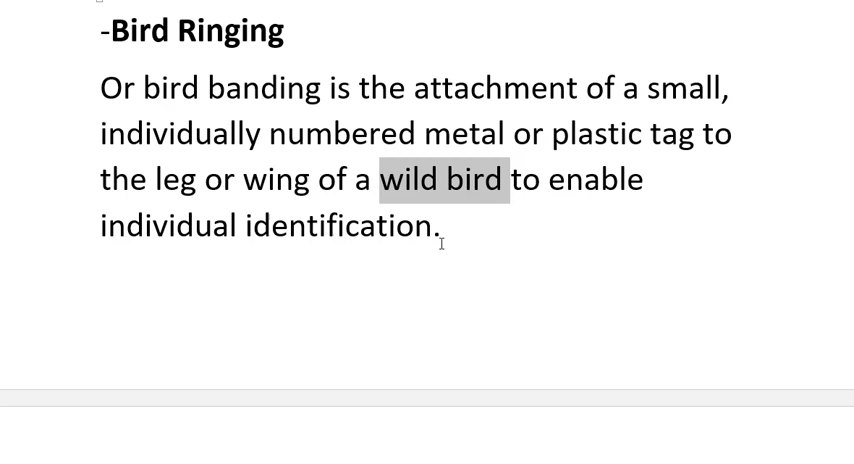 -Bird Ringing
Or bird banding is the attachment of a small,
individually numbered metal or plastic tag to
the leg or wing of a wild bird to enable
individual identification.